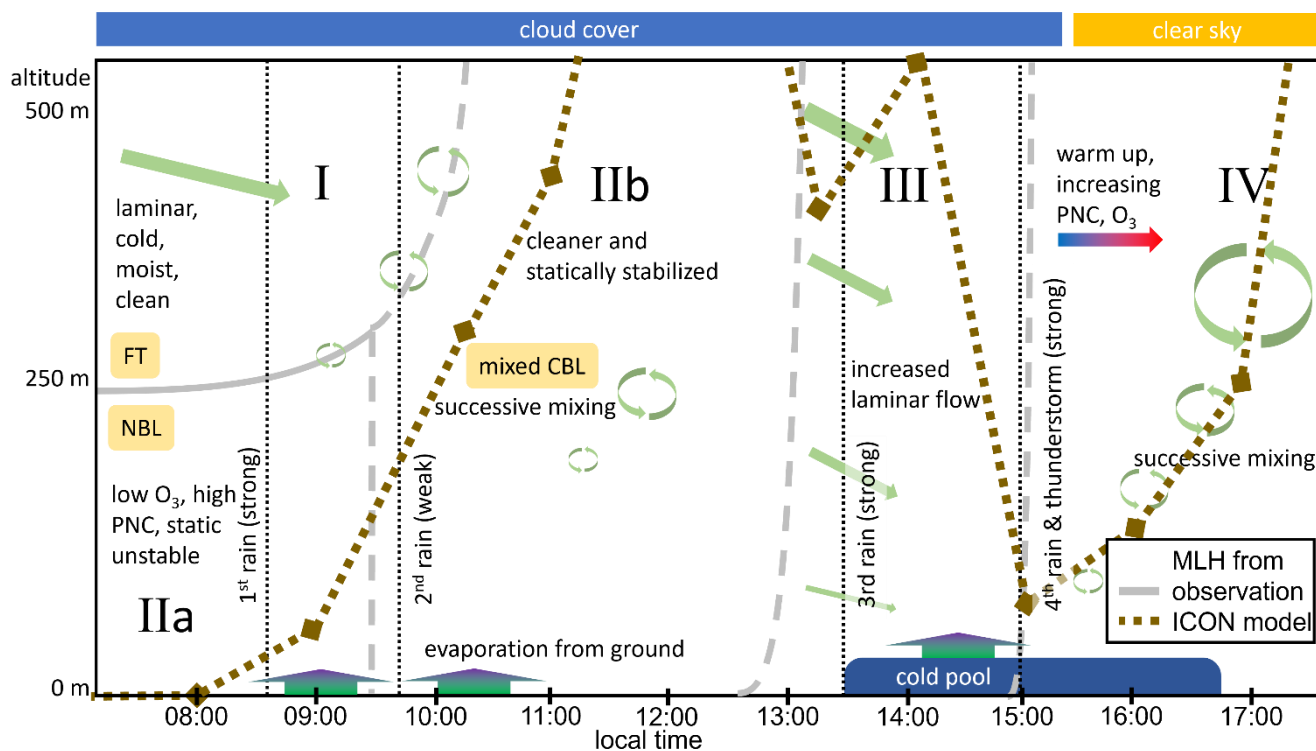 cloud cover
clear sky
altitude
500 m
250 m
0 m
I
IIb
III
IV
IIa
laminar,
cold,
moist,
clean
FT
NBL
low O₃, high
PNC, static
unstable
1st rain (strong)
2nd rain (weak)
cleaner and
statically stabilized
mixed CBL
successive mixing
evaporation from ground
increased
laminar flow
3rd rain (strong)
cold pool
4th rain & thunderstorm (strong)
warm up,
increasing
PNC, O₃
successive mixing
MLH from
observation
ICON model
08:00
09:00
10:00
11:00
12:00
13:00
14:00
15:00
16:00
17:00
local time